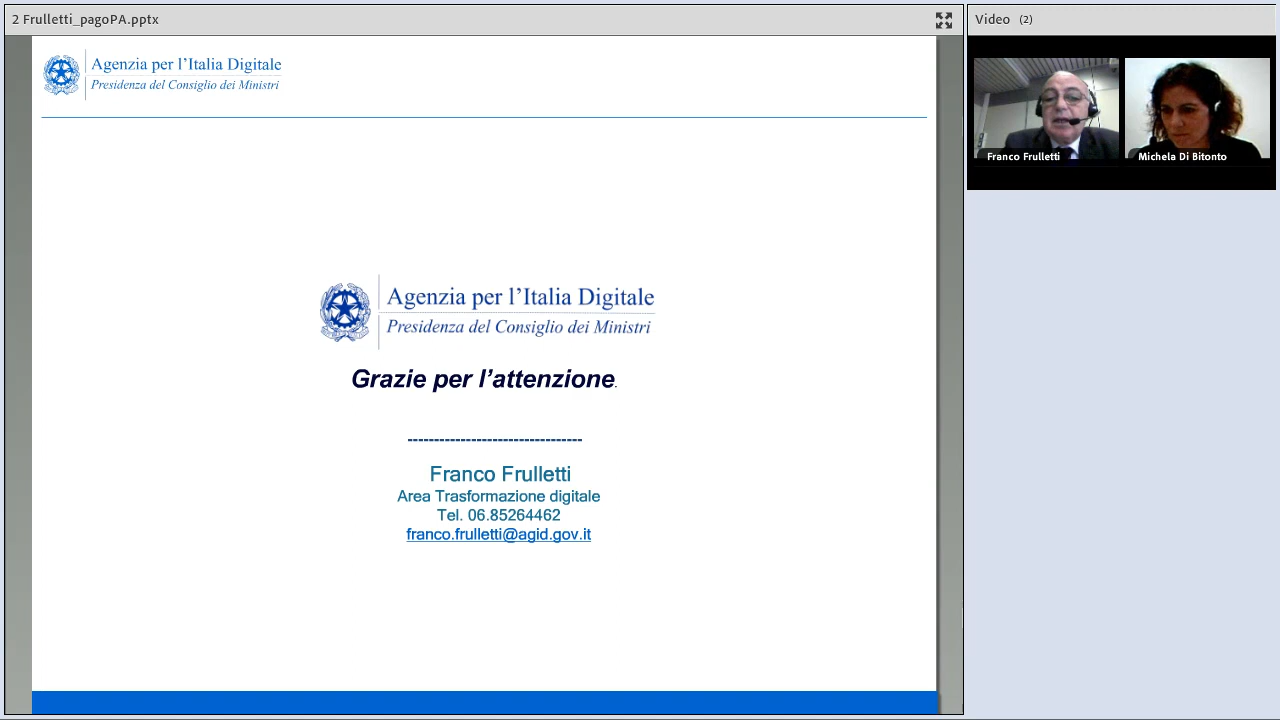 2 Frulletti_pagoPA.pptx
Video (2)
Agenzia per l'Italia Digitale
Presidenza del Consiglio dei Ministri
Franco Frulletti
Michela Di Bitonto
Agenzia per l'Italia Digitale
Presidenza del Consiglio dei Ministri
Grazie per l'attenzione.
---------------------------------
Franco Frulletti
Area Trasformazione digitale
Tel. 06.85264462
franco.frulletti@agid.gov.it